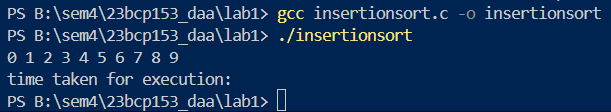 PS B:\sem4\23bcp153_daa\lab1> gcc insertionsort.c -o insertionsort
PS B:\sem4\23bcp153_daa\lab1> ./insertionsort
0 1 2 3 4 5 6 7 8 9
time taken for execution:
PS B:\sem4\23bcp153_daa\lab1>